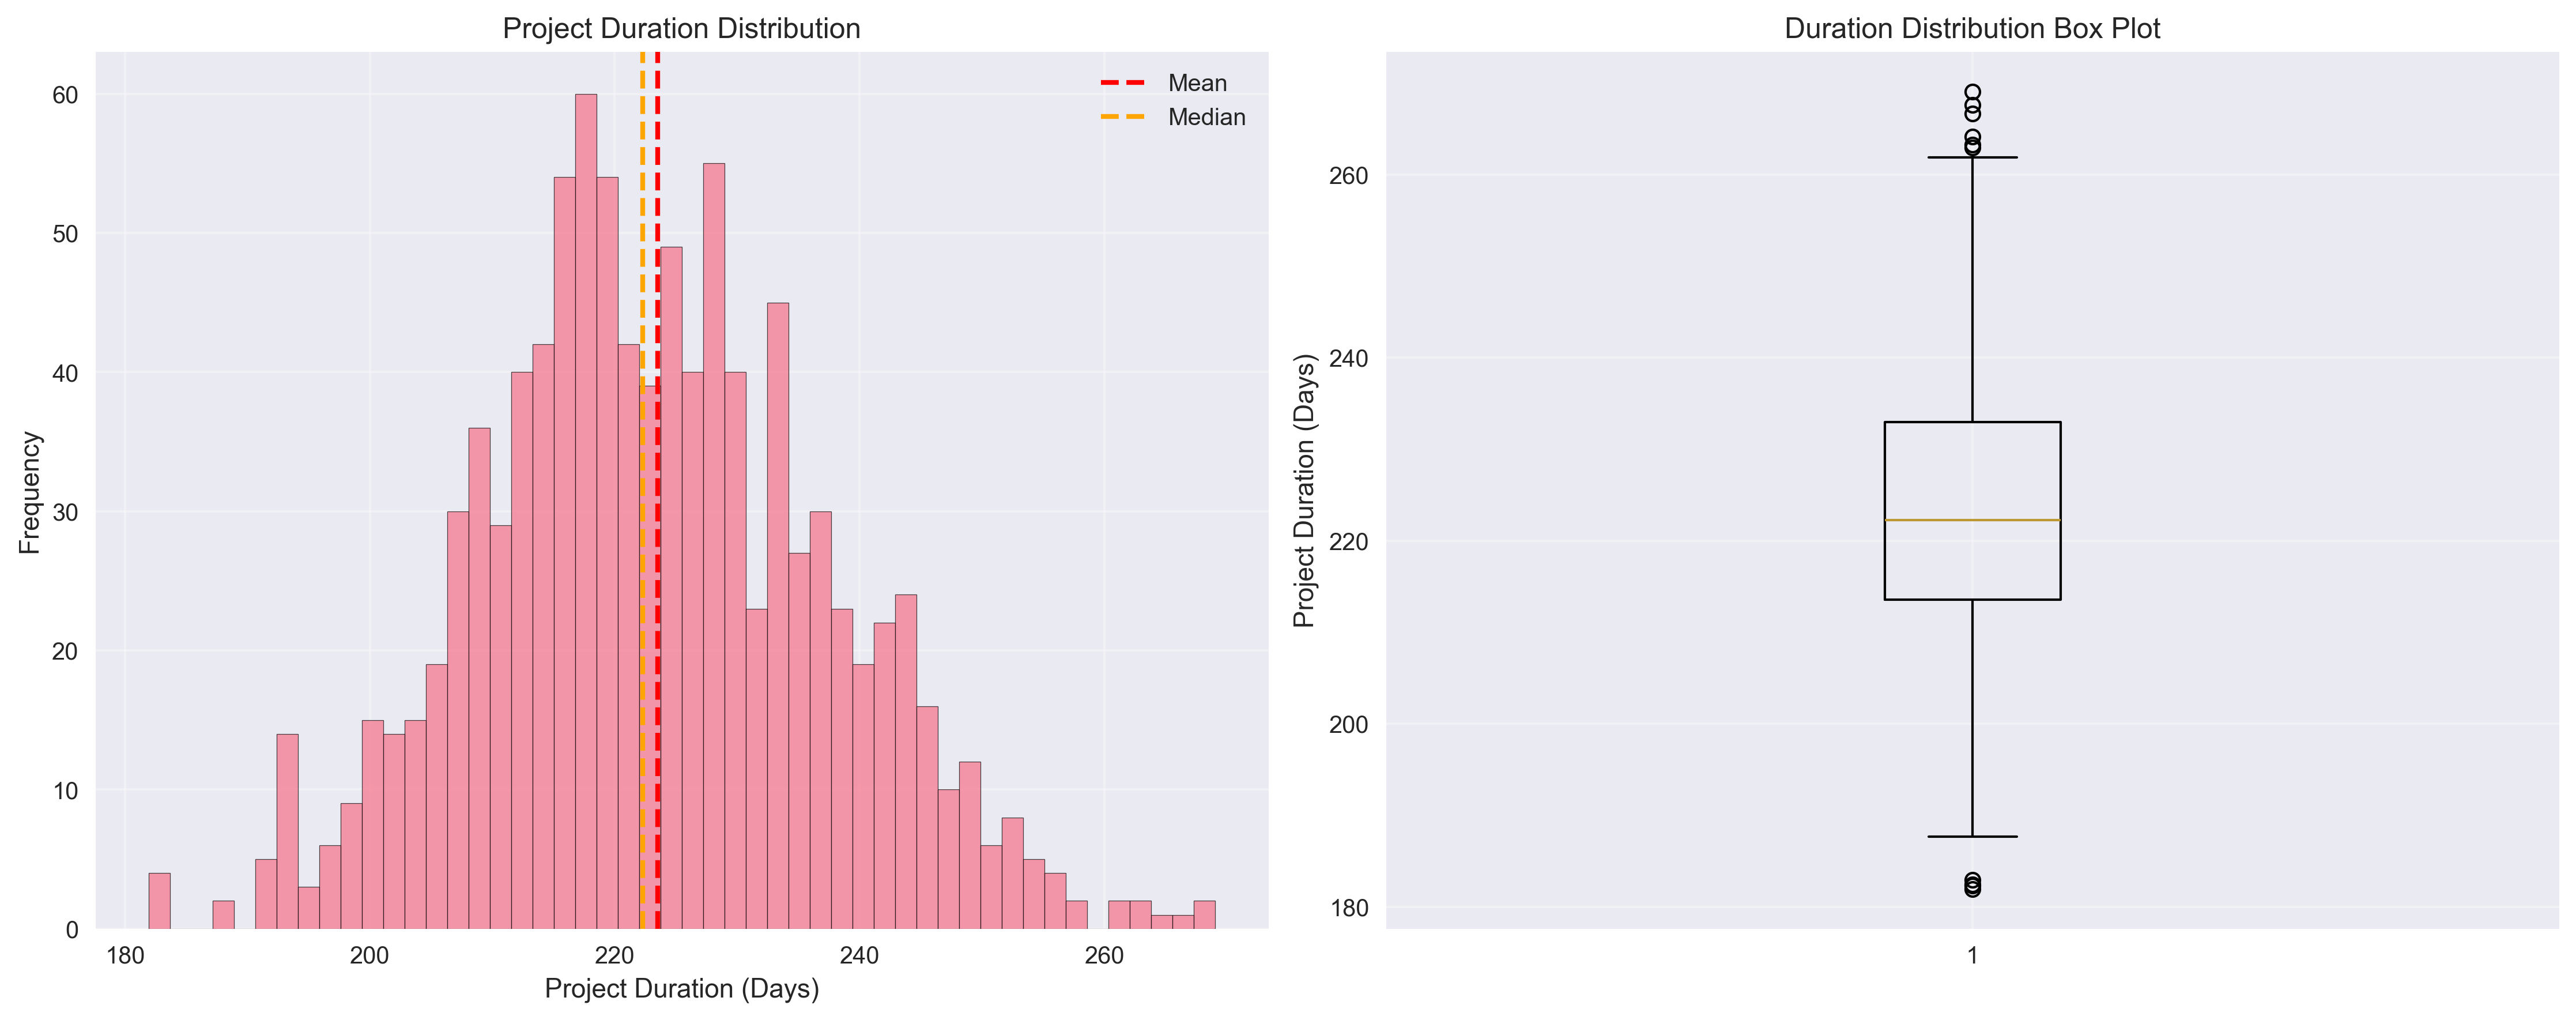 Project Duration Distribution
Mean
Median
60
50
40
30
20
10
0
Frequency
180 200 220 240 260
Project Duration (Days)
Duration Distribution Box Plot
260
240
220
200
180
Project Duration (Days)
1